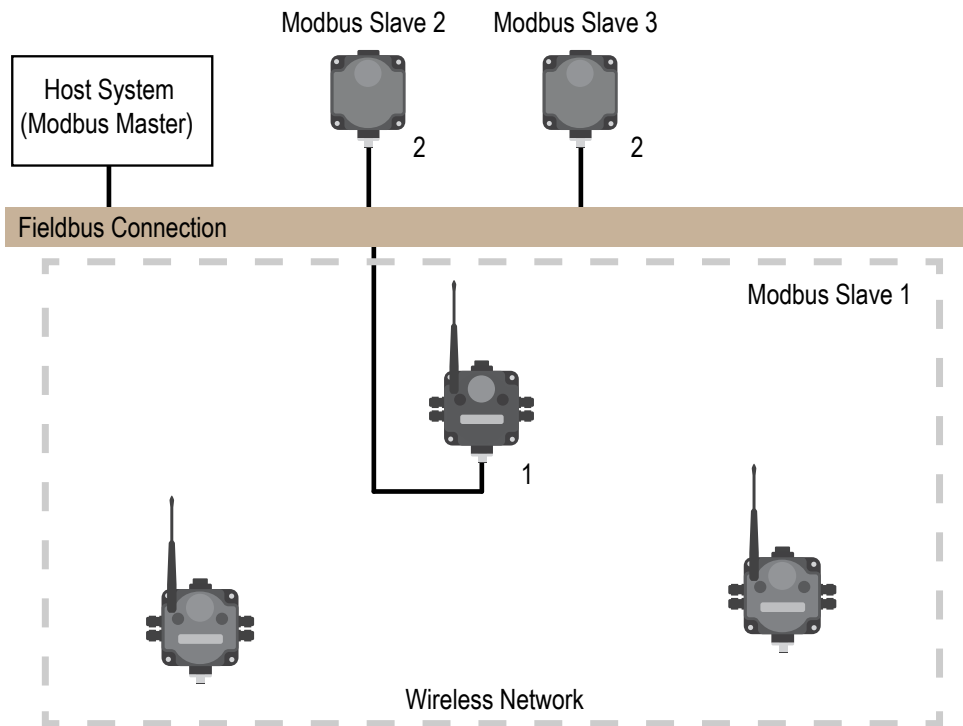 Modbus Slave 2
Modbus Slave 3
Host System
(Modbus Master)
2
2
Fieldbus Connection
Modbus Slave 1
1
Wireless Network